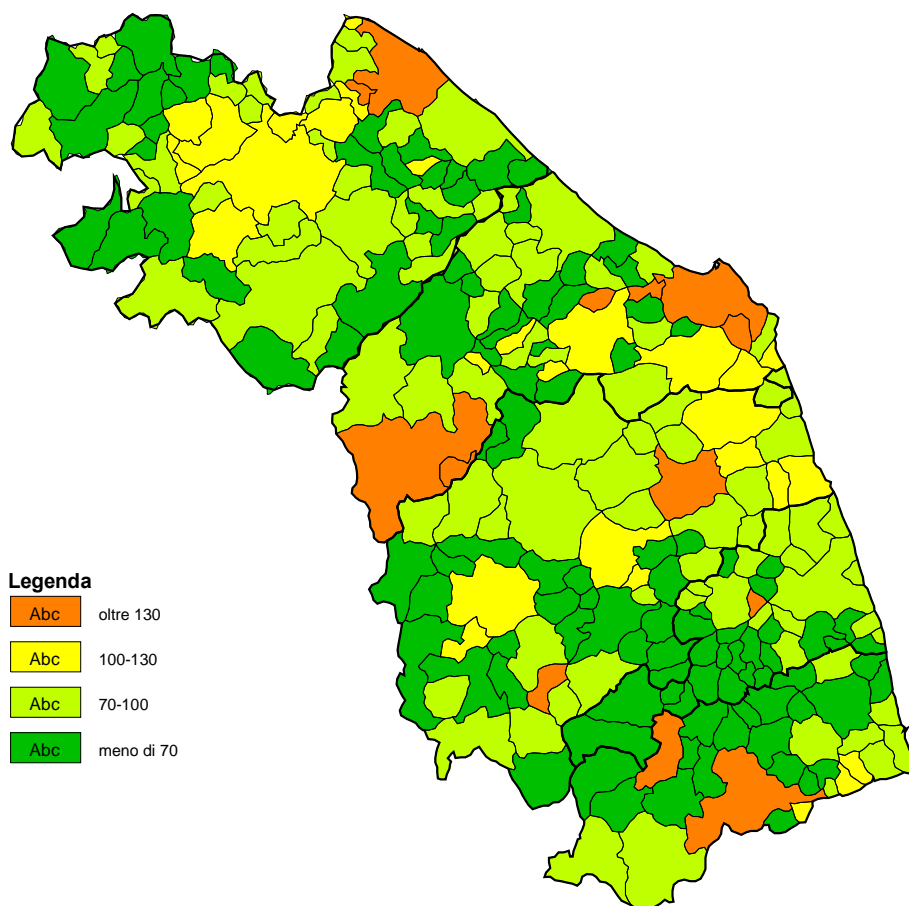 Legenda
Abc oltre 130
Abc 100-130
Abc 70-100
Abc meno di 70